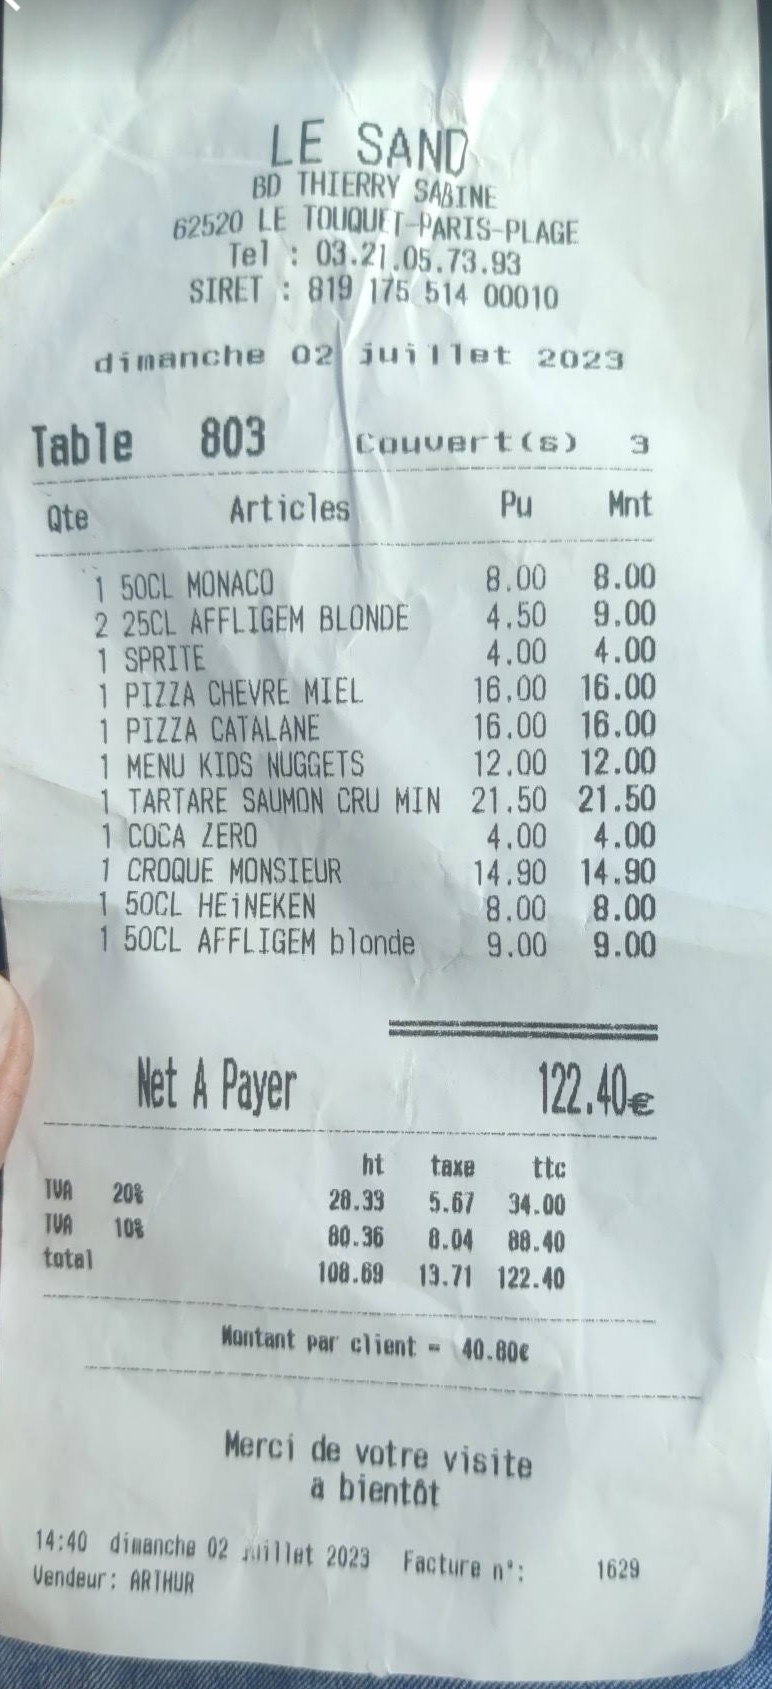 LE SAND
BD THIERRY SABINE
62520 LE TOUQUET-PARIS-PLAGE
Tel : 03.21.05.73.93
SIRET : 819 175 514 00010
dimanche 02 juillet 2023
Table 803 Couvert(s) 3
Qte Articles Pu Mnt
1 50CL MONACO 8.00 8.00
2 25CL AFFLIGEM BLONDE 4.50 9.00
1 SPRITE 4.00 4.00
1 PIZZA CHEVRE MIEL 16.00 16.00
1 PIZZA CATALANE 16.00 16.00
1 MENU KIDS NUGGETS 12.00 12.00
1 TARTARE SAUMON CRU MIN 21.50 21.50
1 COCA ZERO 4.00 4.00
1 CROQUE MONSIEUR 14.90 14.90
1 50CL HEiNEKEN 8.00 8.00
1 50CL AFFLIGEM blonde 9.00 9.00
Net A Payer 122.40€
ht taxe ttc
TVA 20% 28.33 5.67 34.00
TVA 10% 80.36 8.04 88.40
total 108.69 13.71 122.40
Montant par client = 40.80€
Merci de votre visite
a bientôt
14:40 dimanche 02 juillet 2023 Facture n°: 1629
Vendeur: ARTHUR